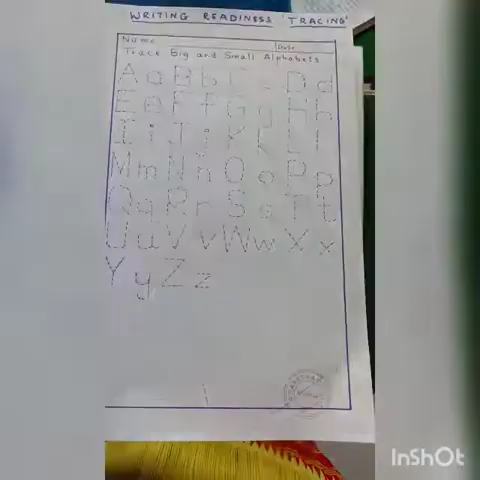 WRITING READINESS 'TRACING'
Name Date
Trace Big and Small Alphabets
A a B b C c D d
E e F f G g H h
I i J j K k L l
M m N n O o P p
Q q R r S s T t
U u V v W w X x
Y y Z z
InShOt